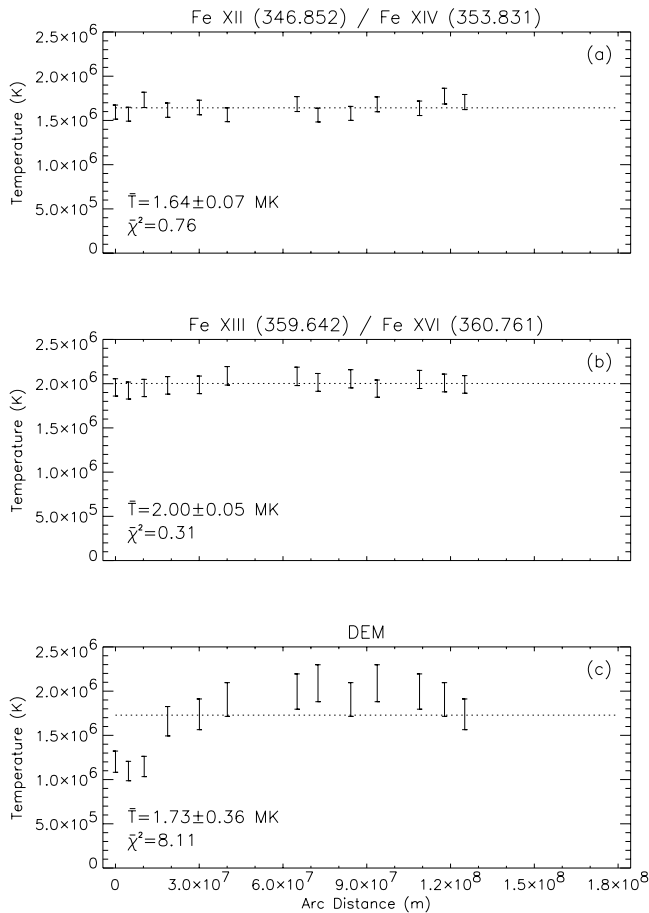 Fe XII (346.852) / Fe XIV (353.831)
(a)
2.5×10⁶
2.0×10⁶
1.5×10⁶
1.0×10⁶
5.0×10⁵
0
Temperature (K)
T̄=1.64±0.07 MK
χ̄²=0.76
Fe XIII (359.642) / Fe XVI (360.761)
(b)
2.5×10⁶
2.0×10⁶
1.5×10⁶
1.0×10⁶
5.0×10⁵
0
Temperature (K)
T̄=2.00±0.05 MK
χ̄²=0.31
DEM
(c)
2.5×10⁶
2.0×10⁶
1.5×10⁶
1.0×10⁶
5.0×10⁵
0
Temperature (K)
T̄=1.73±0.36 MK
χ̄²=8.11
0 3.0×10⁷ 6.0×10⁷ 9.0×10⁷ 1.2×10⁸ 1.5×10⁸ 1.8×10⁸
Arc Distance (m)